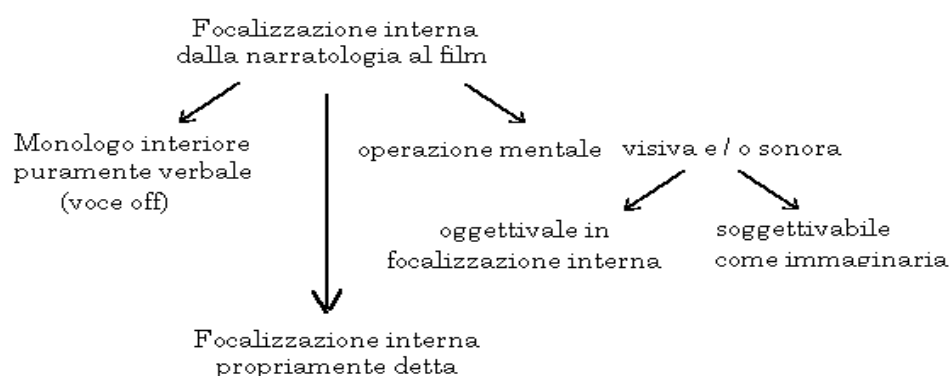 Focalizzazione interna
dalla narratologia al film
Monologo interiore
puramente verbale
(voce off)
operazione mentale visiva e / o sonora
oggettivale in
focalizzazione interna
soggettivabile
come immaginaria
Focalizzazione interna
propriamente detta